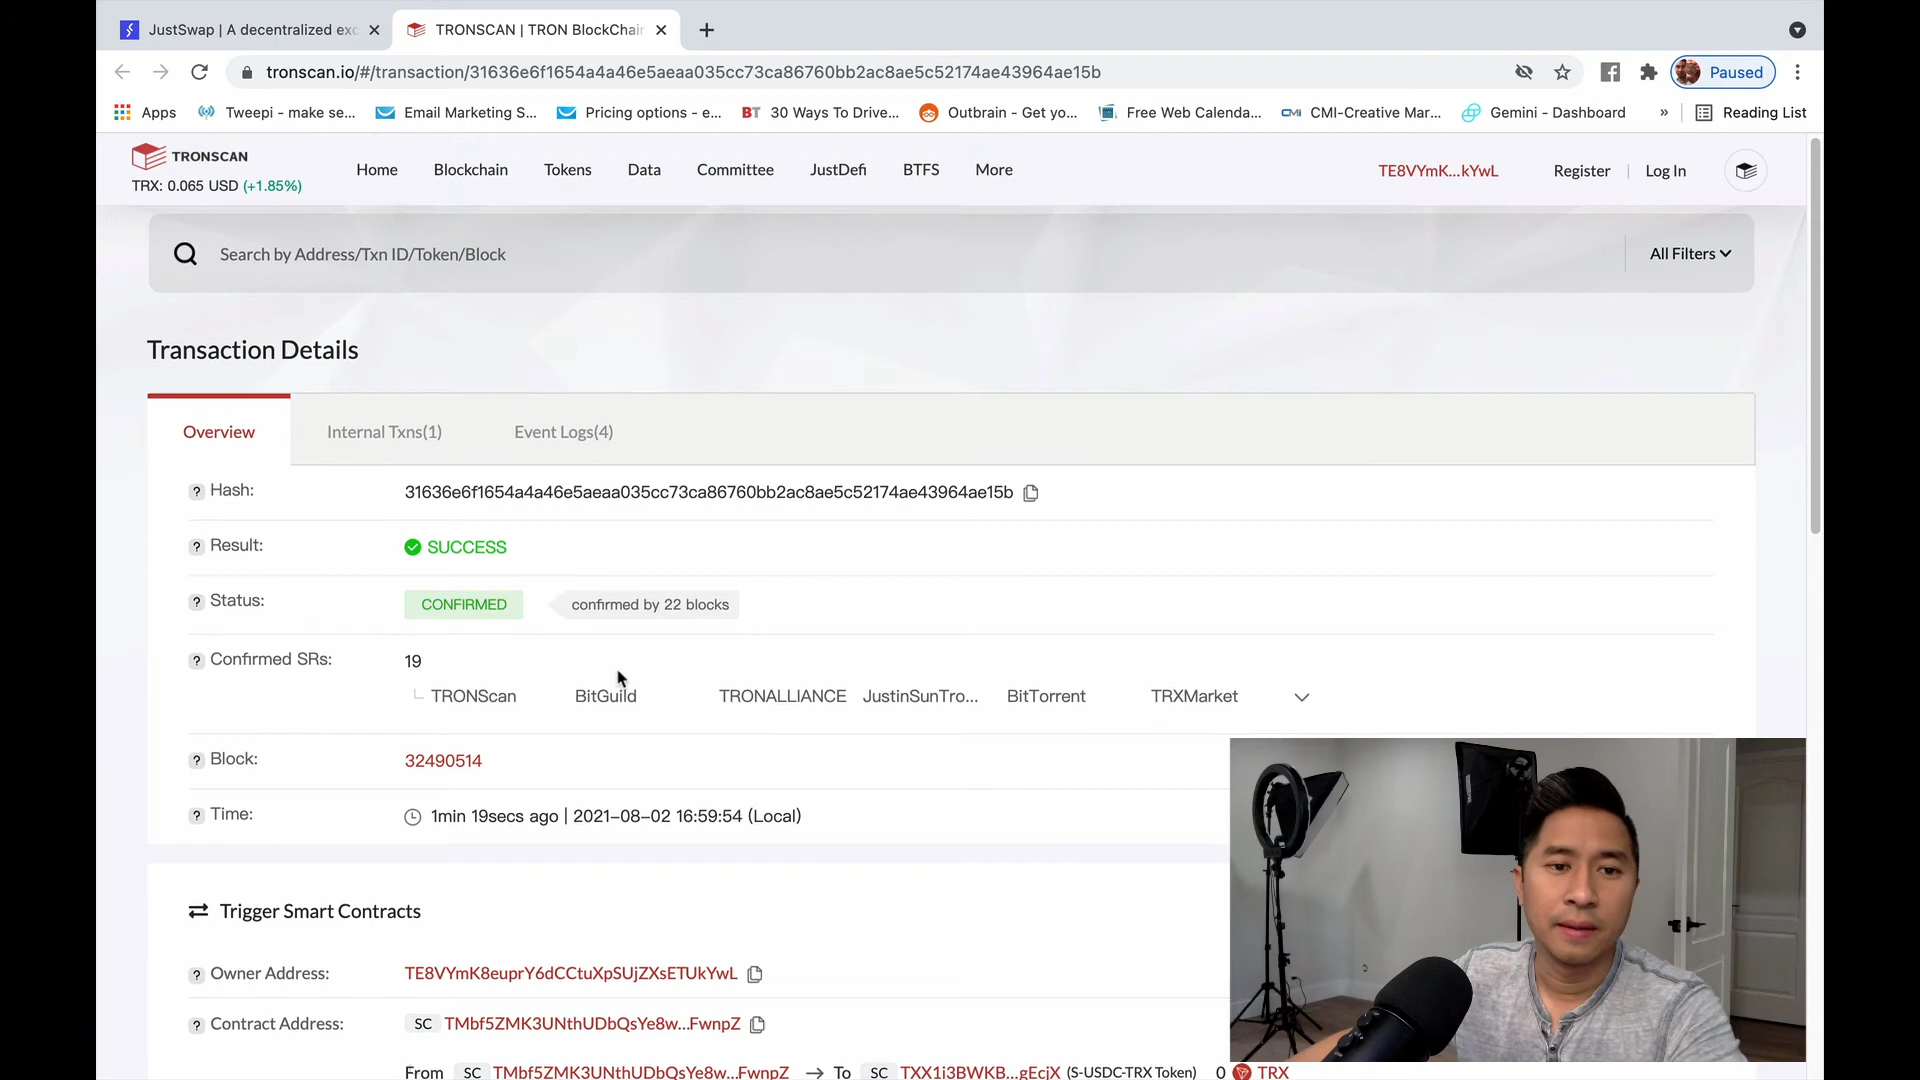 JustSwap | A decentralized exc
TRONSCAN | TRON BlockChain
tronscan.io/#/transaction/31636e6f1654a4a46e5aeaa035cc73ca86760bb2ac8ae5c52174ae43964ae15b
Paused
Apps Tweepi - make se... Email Marketing S... Pricing options - e... BT 30 Ways To Drive... Outbrain - Get yo... Free Web Calenda... CMI CMI-Creative Mar... Gemini - Dashboard » Reading List
TRONSCAN
TRX: 0.065 USD (+1.85%)
Home Blockchain Tokens Data Committee JustDefi BTFS More
TE8VYmK...kYwL Register | Log In
Search by Address/Txn ID/Token/Block
All Filters
Transaction Details
Overview Internal Txns(1) Event Logs(4)
? Hash: 31636e6f1654a4a46e5aeaa035cc73ca86760bb2ac8ae5c52174ae43964ae15b
? Result: SUCCESS
? Status: CONFIRMED confirmed by 22 blocks
? Confirmed SRs: 19
TRONScan BitGuild TRONALLIANCE JustinSunTro... BitTorrent TRXMarket
? Block: 32490514
? Time: 1min 19secs ago | 2021-08-02 16:59:54 (Local)
Trigger Smart Contracts
? Owner Address: TE8VYmK8euprY6dCCtuXpSUjZXsETUkYwL
? Contract Address: SC TMbf5ZMK3UNthUDbQsYe8w...FwnpZ
From SC TMbf5ZMK3UNthUDbQsYe8w...FwnpZ → To SC TXX1i3BWKB...gEcjX (S-USDC-TRX Token) 0 TRX